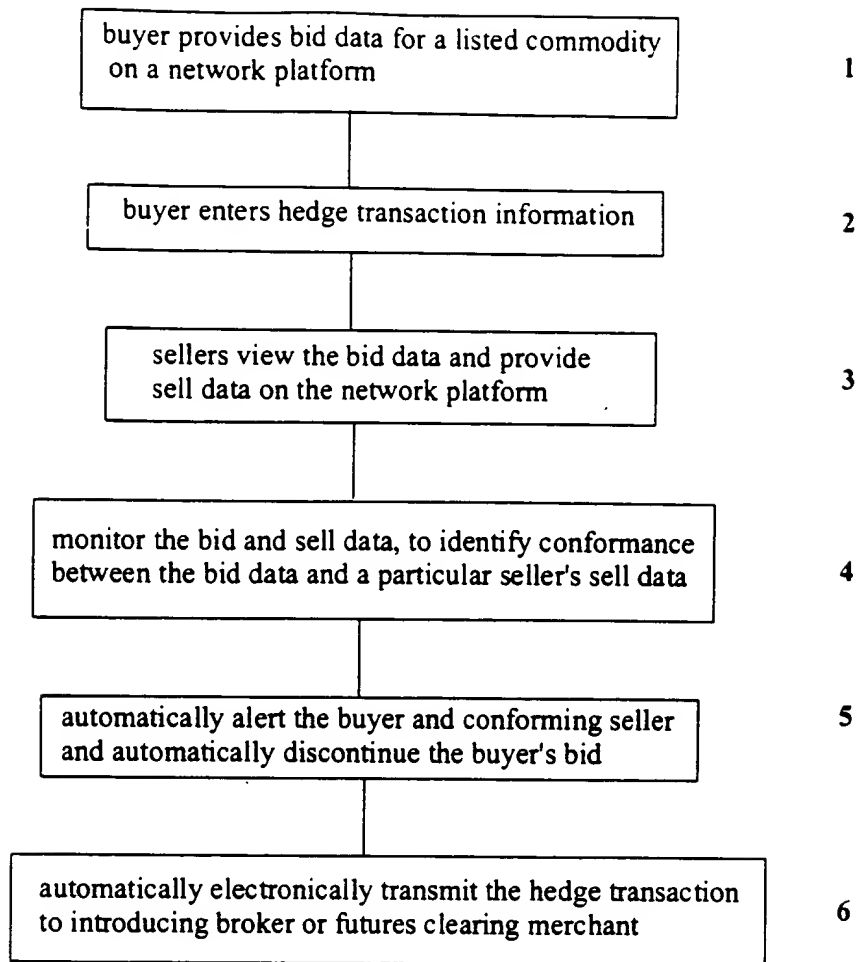 buyer provides bid data for a listed commodity
on a network platform
1
buyer enters hedge transaction information
2
sellers view the bid data and provide
sell data on the network platform
3
monitor the bid and sell data, to identify conformance
between the bid data and a particular seller's sell data
4
automatically alert the buyer and conforming seller
and automatically discontinue the buyer's bid
5
automatically electronically transmit the hedge transaction
to introducing broker or futures clearing merchant
6